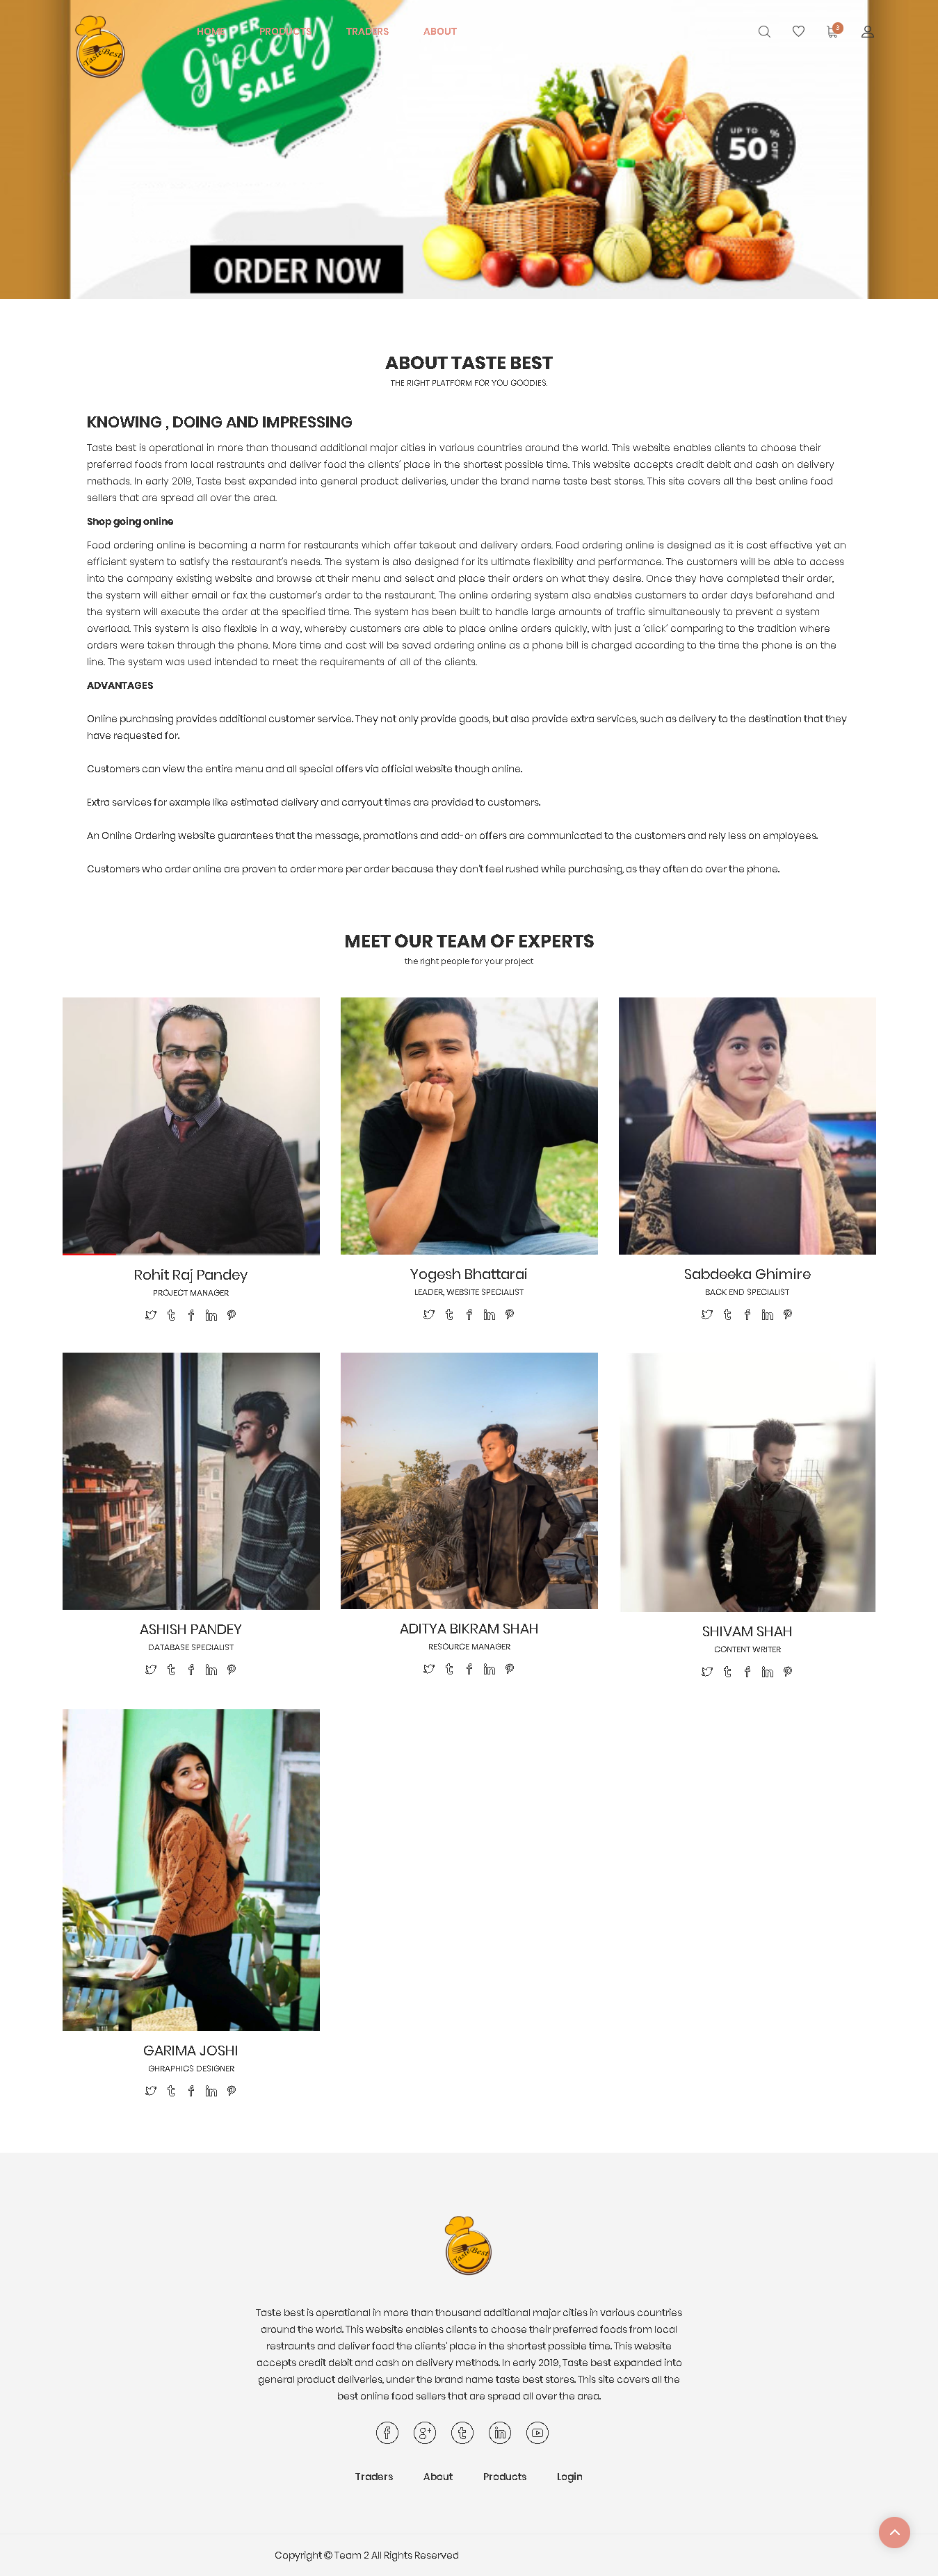 HOME PRODUCTS TRADERS ABOUT
3
Taste Best
SUPER
Grocery
SALE
UP TO
50 % OFF
ORDER NOW
ABOUT TASTE BEST
THE RIGHT PLATFORM FOR YOU GOODIES.
KNOWING , DOING AND IMPRESSING
Taste best is operational in more than thousand additional major cities in various countries around the world. This website enables clients to choose their
preferred foods from local restraunts and deliver food the clients' place in the shortest possible time. This website accepts credit debit and cash on delivery
methods. In early 2019, Taste best expanded into general product deliveries, under the brand name taste best stores. This site covers all the best online food
sellers that are spread all over the area.
Shop going online
Food ordering online is becoming a norm for restaurants which offer takeout and delivery orders. Food ordering online is designed as it is cost effective yet an
efficient system to satisfy the restaurant's needs. The system is also designed for its ultimate flexibility and performance. The customers will be able to access
into the company existing website and browse at their menu and select and place their orders on what they desire. Once they have completed their order,
the system will either email or fax the customer's order to the restaurant. The online ordering system also enables customers to order days beforehand and
the system will execute the order at the specified time. The system has been built to handle large amounts of traffic simultaneously to prevent a system
overload. This system is also flexible in a way, whereby customers are able to place online orders quickly, with just a 'click' comparing to the tradition where
orders were taken through the phone. More time and cost will be saved ordering online as a phone bill is charged according to the time the phone is on the
line. The system was used intended to meet the requirements of all of the clients.
ADVANTAGES
Online purchasing provides additional customer service. They not only provide goods, but also provide extra services, such as delivery to the destination that they
have requested for.
Customers can view the entire menu and all special offers via official website though online.
Extra services for example like estimated delivery and carryout times are provided to customers.
An Online Ordering website guarantees that the message, promotions and add-on offers are communicated to the customers and rely less on employees.
Customers who order online are proven to order more per order because they don't feel rushed while purchasing, as they often do over the phone.
MEET OUR TEAM OF EXPERTS
the right people for your project
Rohit Raj Pandey
PROJECT MANAGER
Yogesh Bhattarai
LEADER, WEBSITE SPECIALIST
Sabdeeka Ghimire
BACK END SPECIALIST
ASHISH PANDEY
DATABASE SPECIALIST
ADITYA BIKRAM SHAH
RESOURCE MANAGER
SHIVAM SHAH
CONTENT WRITER
GARIMA JOSHI
GHRAPHICS DESIGNER
Taste Best
Taste best is operational in more than thousand additional major cities in various countries
around the world. This website enables clients to choose their preferred foods from local
restraunts and deliver food the clients' place in the shortest possible time. This website
accepts credit debit and cash on delivery methods. In early 2019, Taste best expanded into
general product deliveries, under the brand name taste best stores. This site covers all the
best online food sellers that are spread all over the area.
Traders About Products Login
Copyright © Team 2 All Rights Reserved